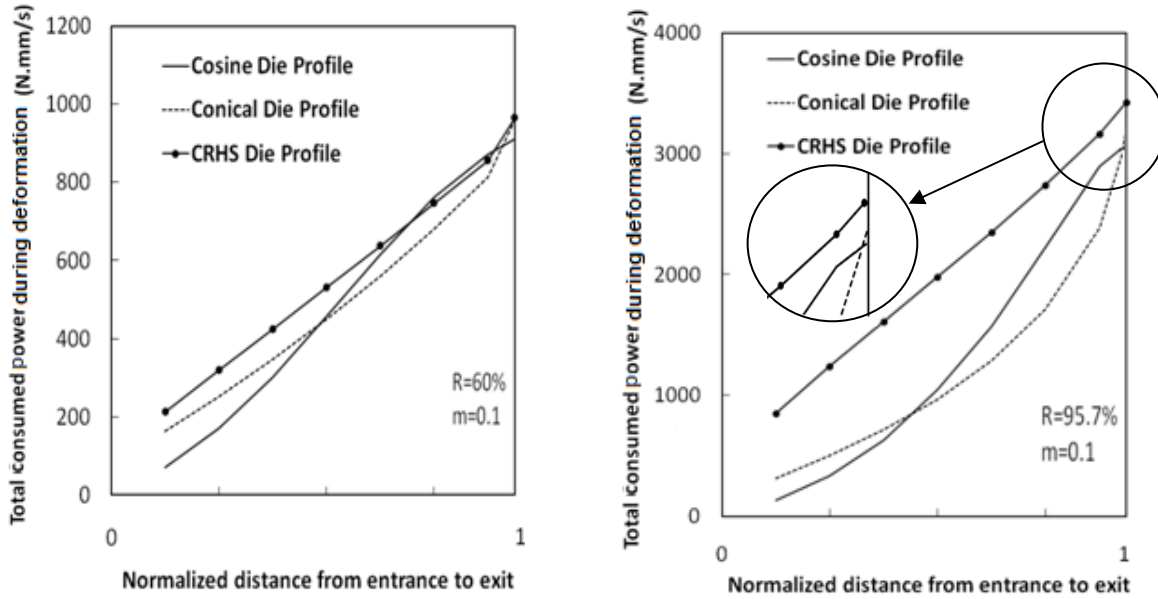 Total consumed power during deformation (N.mm/s)
1200
1000
800
600
400
200
0
Cosine Die Profile
Conical Die Profile
CRHS Die Profile
R=60%
m=0.1
0
1
Normalized distance from entrance to exit
Total consumed power during deformation (N.mm/s)
4000
3000
2000
1000
0
Cosine Die Profile
Conical Die Profile
CRHS Die Profile
R=95.7%
m=0.1
0
1
Normalized distance from entrance to exit